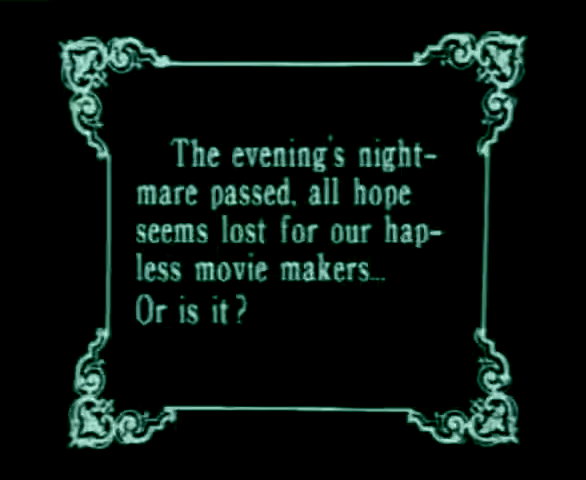 The evening's night-
mare passed, all hope
seems lost for our hap-
less movie makers...
Or is it?